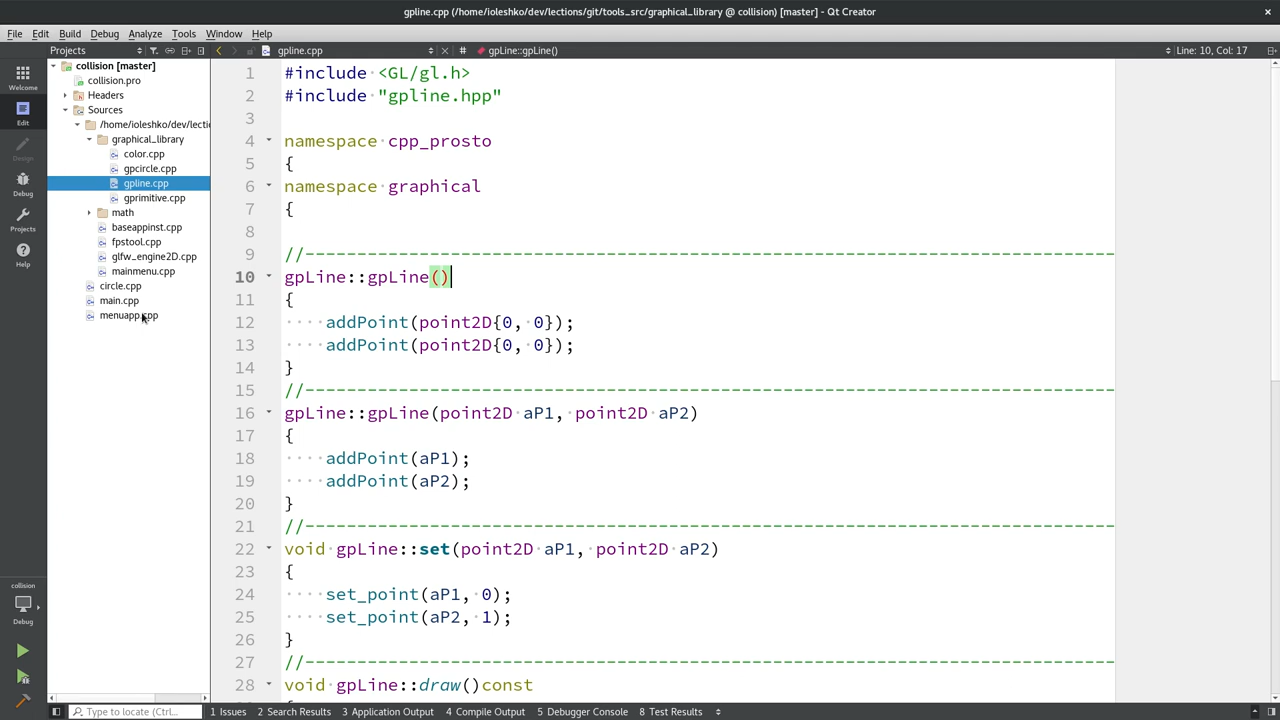 gpline.cpp (/home/ioleshko/dev/lections/git/tools_src/graphical_library @ collision) [master] - Qt Creator
File Edit Build Debug Analyze Tools Window Help
Projects gpline.cpp # gpLine::gpLine() Line: 10, Col: 17
Welcome
Edit
Design
Debug
Projects
Help
collision
Debug
collision [master]
collision.pro
Headers
Sources
/home/ioleshko/dev/lecti
graphical_library
color.cpp
gpcircle.cpp
gpline.cpp
gprimitive.cpp
math
baseappinst.cpp
fpstool.cpp
glfw_engine2D.cpp
mainmenu.cpp
circle.cpp
main.cpp
menuapp.cpp
1 #include <GL/gl.h>
2 #include "gpline.hpp"
3
4 namespace cpp_prosto
5 {
6 namespace graphical
7 {
8
9 //------------------------------------------------------------------------------
10 gpLine::gpLine()
11 {
12 ····addPoint(point2D{0, 0});
13 ····addPoint(point2D{0, 0});
14 }
15 //------------------------------------------------------------------------------
16 gpLine::gpLine(point2D aP1, point2D aP2)
17 {
18 ····addPoint(aP1);
19 ····addPoint(aP2);
20 }
21 //------------------------------------------------------------------------------
22 void gpLine::set(point2D aP1, point2D aP2)
23 {
24 ····set_point(aP1, 0);
25 ····set_point(aP2, 1);
26 }
27 //------------------------------------------------------------------------------
28 void gpLine::draw()const
Type to locate (Ctrl... 1 Issues 2 Search Results 3 Application Output 4 Compile Output 5 Debugger Console 8 Test Results